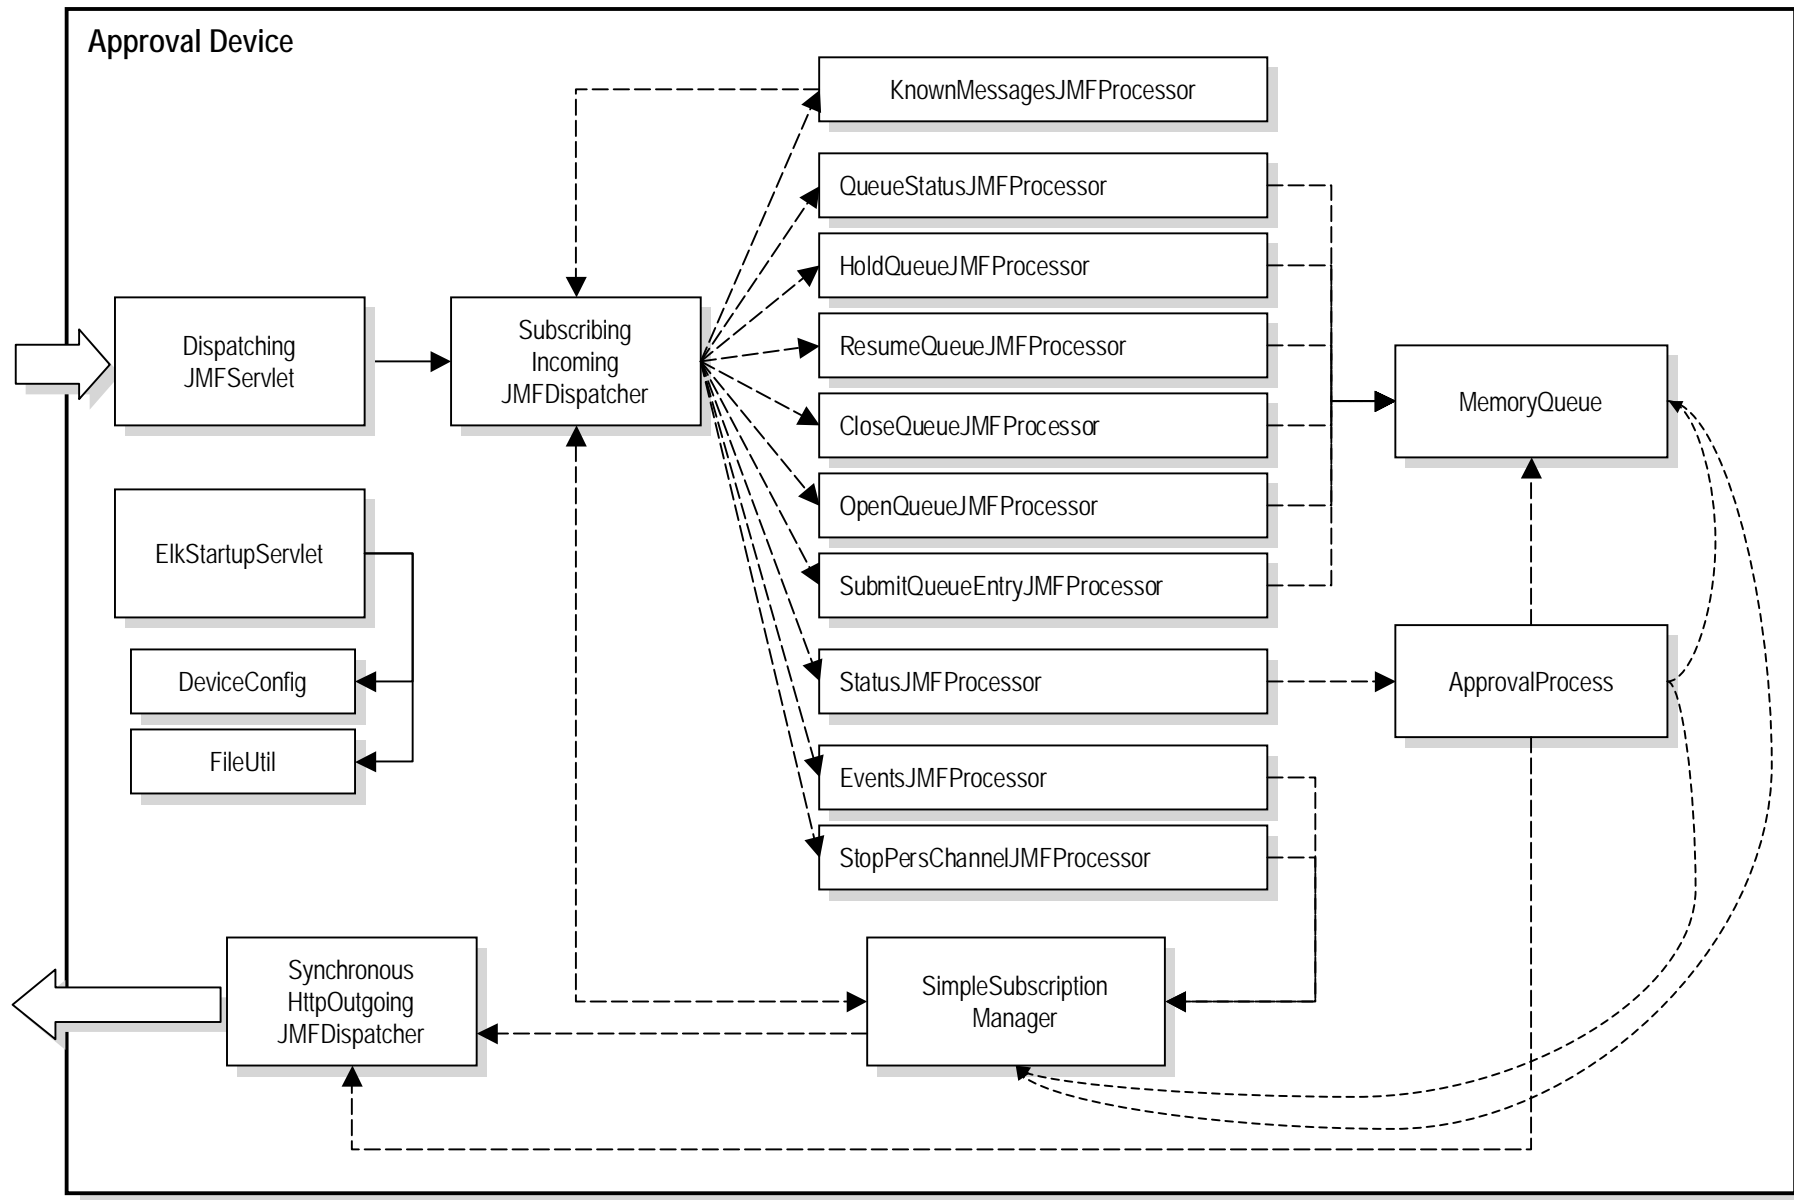 Approval Device
KnownMessagesJMFProcessor
QueueStatusJMFProcessor
HoldQueueJMFProcessor
ResumeQueueJMFProcessor
CloseQueueJMFProcessor
OpenQueueJMFProcessor
SubmitQueueEntryJMFProcessor
StatusJMFProcessor
EventsJMFProcessor
StopPersChannelJMFProcessor
Dispatching
JMFServlet
Subscribing
Incoming
JMFDispatcher
MemoryQueue
ElkStartupServlet
DeviceConfig
FileUtil
ApprovalProcess
Synchronous
HttpOutgoing
JMFDispatcher
SimpleSubscription
Manager